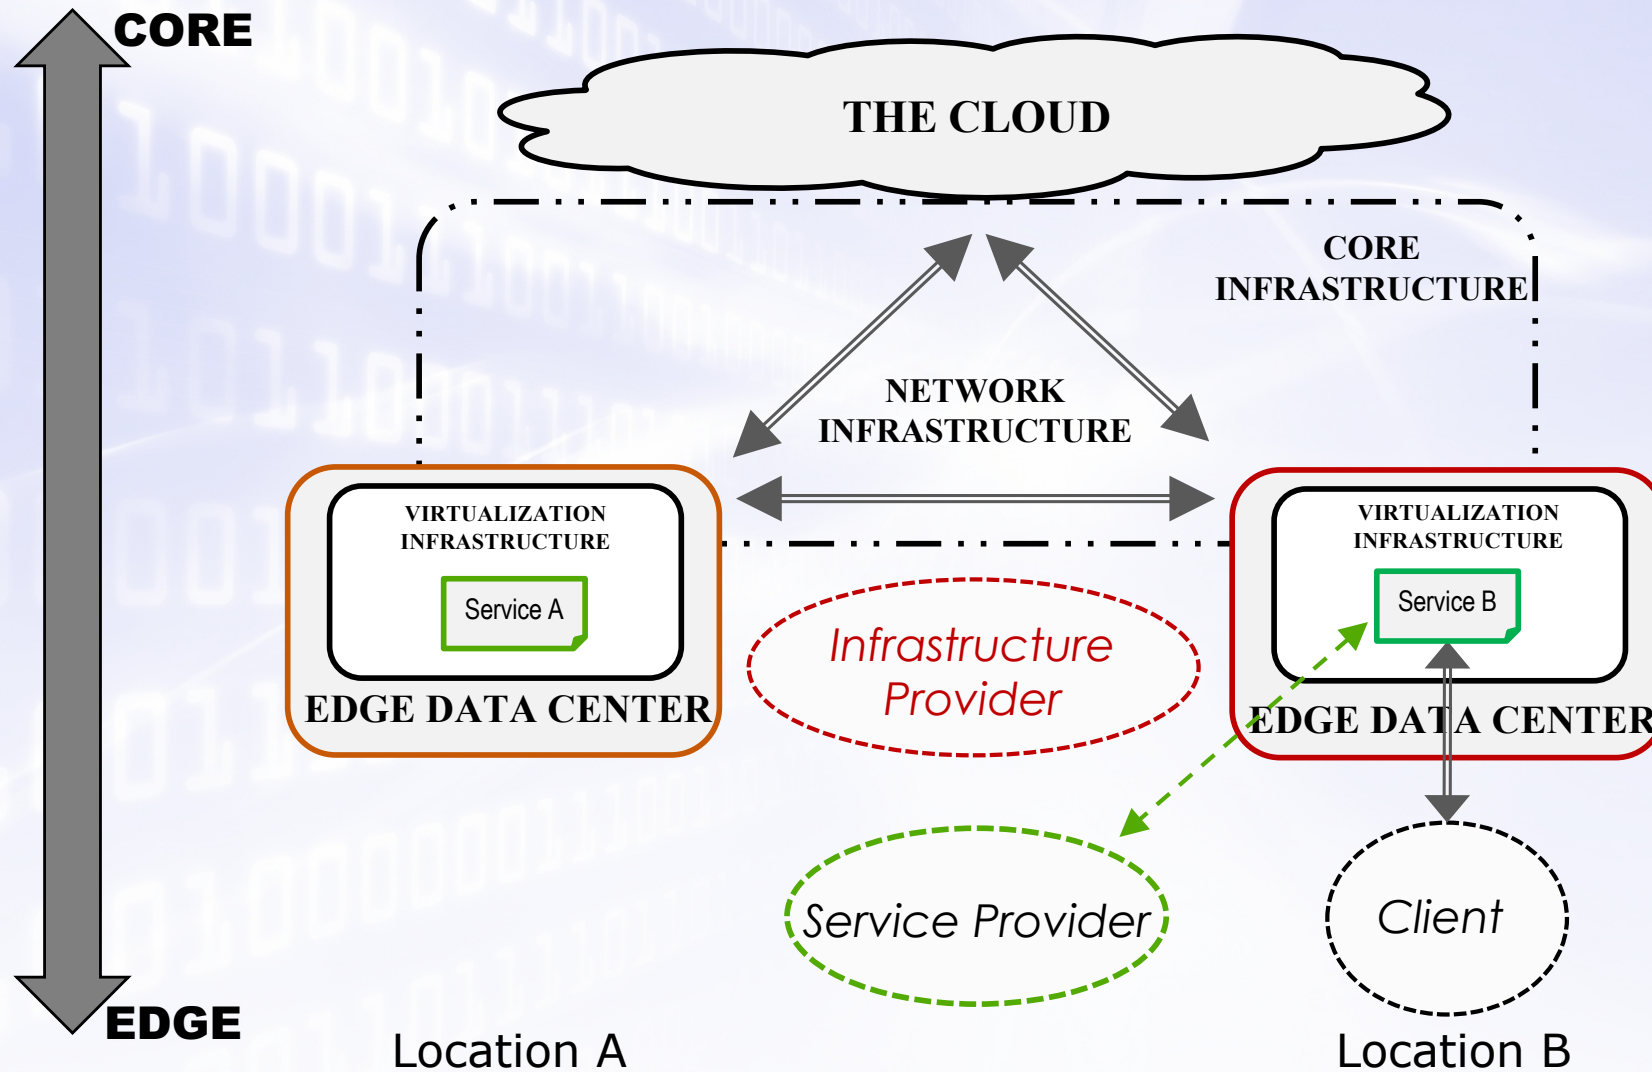 CORE
THE CLOUD
CORE
INFRASTRUCTURE
NETWORK
INFRASTRUCTURE
VIRTUALIZATION
INFRASTRUCTURE
Service A
EDGE DATA CENTER
VIRTUALIZATION
INFRASTRUCTURE
Service B
EDGE DATA CENTER
Infrastructure
Provider
Service Provider
Client
EDGE
Location A
Location B